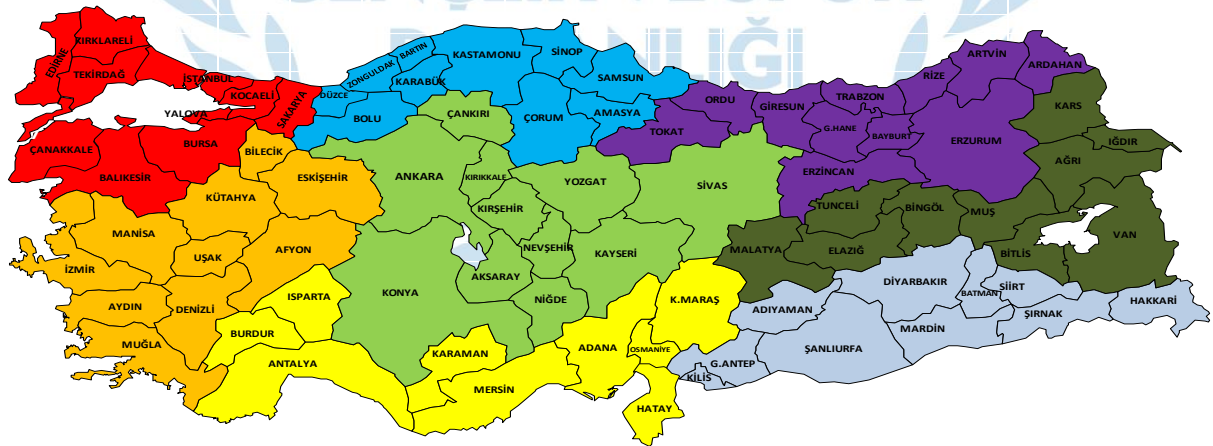 GENÇLİK VE SPOR
BAKANLIĞI
KIRKLARELİ
EDİRNE
TEKİRDAĞ
İSTANBUL
KOCAELİ
YALOVA
SAKARYA
ÇANAKKALE
BURSA
BALIKESİR
DÜZCE
ZONGULDAK
BARTIN
KARABÜK
KASTAMONU
SİNOP
SAMSUN
BOLU
ÇORUM
AMASYA
TOKAT
ORDU
GİRESUN
TRABZON
RİZE
ARTVİN
ARDAHAN
G.HANE
BAYBURT
ERZURUM
ERZİNCAN
KARS
IĞDIR
AĞRI
TUNCELİ
BİNGÖL
MUŞ
VAN
MALATYA
ELAZIĞ
BİTLİS
BİLECİK
ESKİŞEHİR
KÜTAHYA
MANİSA
UŞAK
AFYON
İZMİR
AYDIN
DENİZLİ
MUĞLA
ÇANKIRI
ANKARA
KIRIKKALE
YOZGAT
SİVAS
KIRŞEHİR
NEVŞEHİR
KAYSERİ
AKSARAY
KONYA
NİĞDE
ISPARTA
BURDUR
ANTALYA
KARAMAN
MERSİN
ADANA
OSMANİYE
K.MARAŞ
HATAY
DİYARBAKIR
BATMAN
SİİRT
HAKKARİ
ŞIRNAK
ADIYAMAN
MARDİN
ŞANLIURFA
G.ANTEP
KİLİS